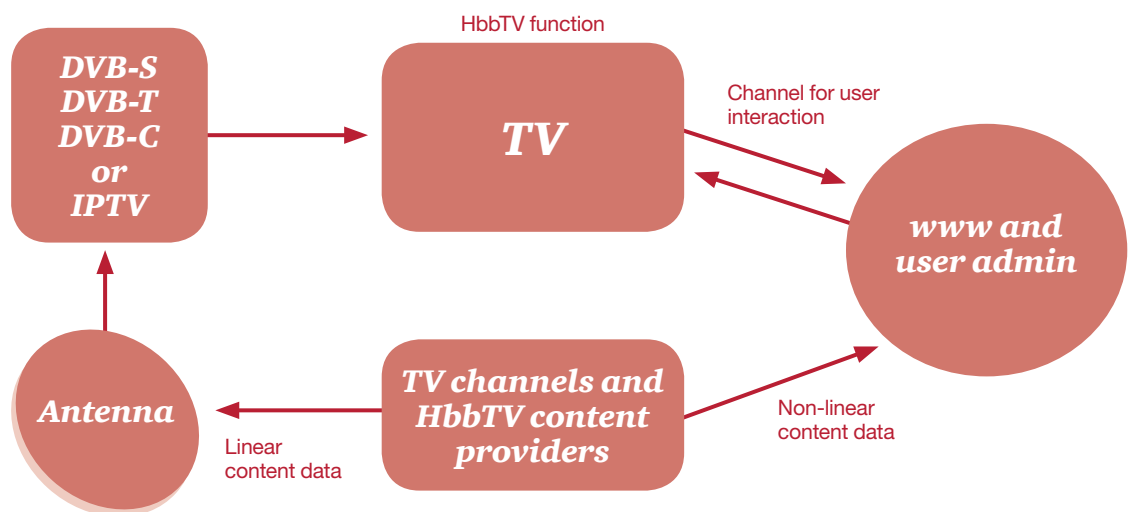 HbbTV function
DVB-S
DVB-T
DVB-C
or
IPTV
TV
Channel for user
interaction
www and
user admin
Antenna
Linear
content data
TV channels and
HbbTV content
providers
Non-linear
content data